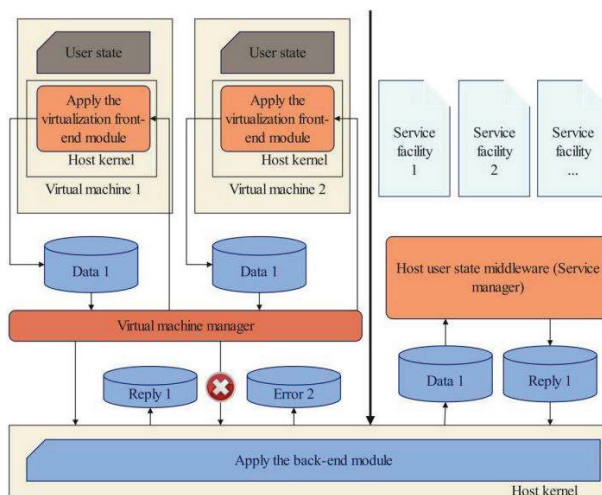 User state
Apply the
virtualization front-
end module
Host kernel
Virtual machine 1
User state
Apply the
virtualization front-
end module
Host kernel
Virtual machine 2
Service
facility
1
Service
facility
2
Service
facility
...
Data 1
Data 1
Host user state middleware (Service
manager)
Virtual machine manager
Reply 1
Error 2
Data 1
Reply 1
Apply the back-end module
Host kernel